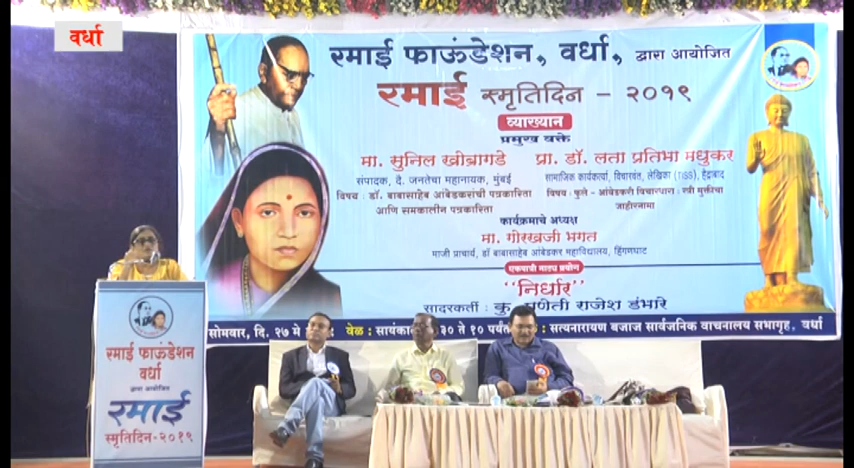 वर्धा
रमाई फाऊंडेशन, वर्धा, द्वारा आयोजित
रमाई स्मृतिदिन - २०१९
व्याख्यान
प्रमुख वक्ते
मा. सुनिल खोब्रागडे
संपादक, दै. जनतेचा महानायक, मुंबई
विषय : डॉ. बाबासाहेब आंबेडकरांची पत्रकारिता
आणि समकालीन पत्रकारिता
प्रा. डॉ. लता प्रतिभा मधुकर
सामाजिक कार्यकर्त्या, विचारवंत, लेखिका (TISS), हैद्राबाद
विषय : फुले - आंबेडकरी विचारधारा : स्त्री मुक्तीचा
जाहीरनामा
कार्यक्रमाचे अध्यक्ष
मा. गोरखजी भगत
माजी प्राचार्य, डॉ बाबासाहेब आंबेडकर महाविद्यालय, हिंगणघाट
एकपात्री नाट्य प्रयोग
"निर्धार"
सादरकर्ती : कु. राजेश डंभारे
सोमवार, दि. २७ मे वेळ : सायंका ३० ते १० पर्यंत : सत्यनारायण बजाज सार्वजनिक वाचनालय सभागृह, वर्धा
रमाई फाऊंडेशन
वर्धा
द्वारा आयोजित
रमाई
स्मृतिदिन-२०१९